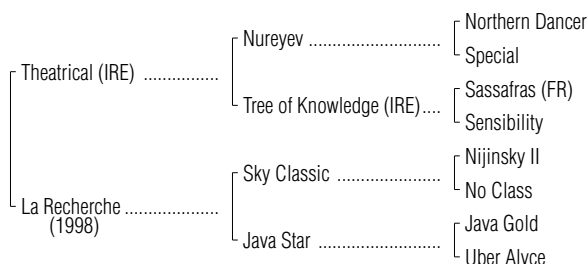 Northern Dancer
Nureyev ..............................
Special
Theatrical (IRE) .................
Sassafras (FR)
Tree of Knowledge (IRE)....
Sensibility
Nijinsky II
Sky Classic ........................
No Class
La Recherche .....................
(1998)
Java Gold
Java Star ............................
Uber Alyce